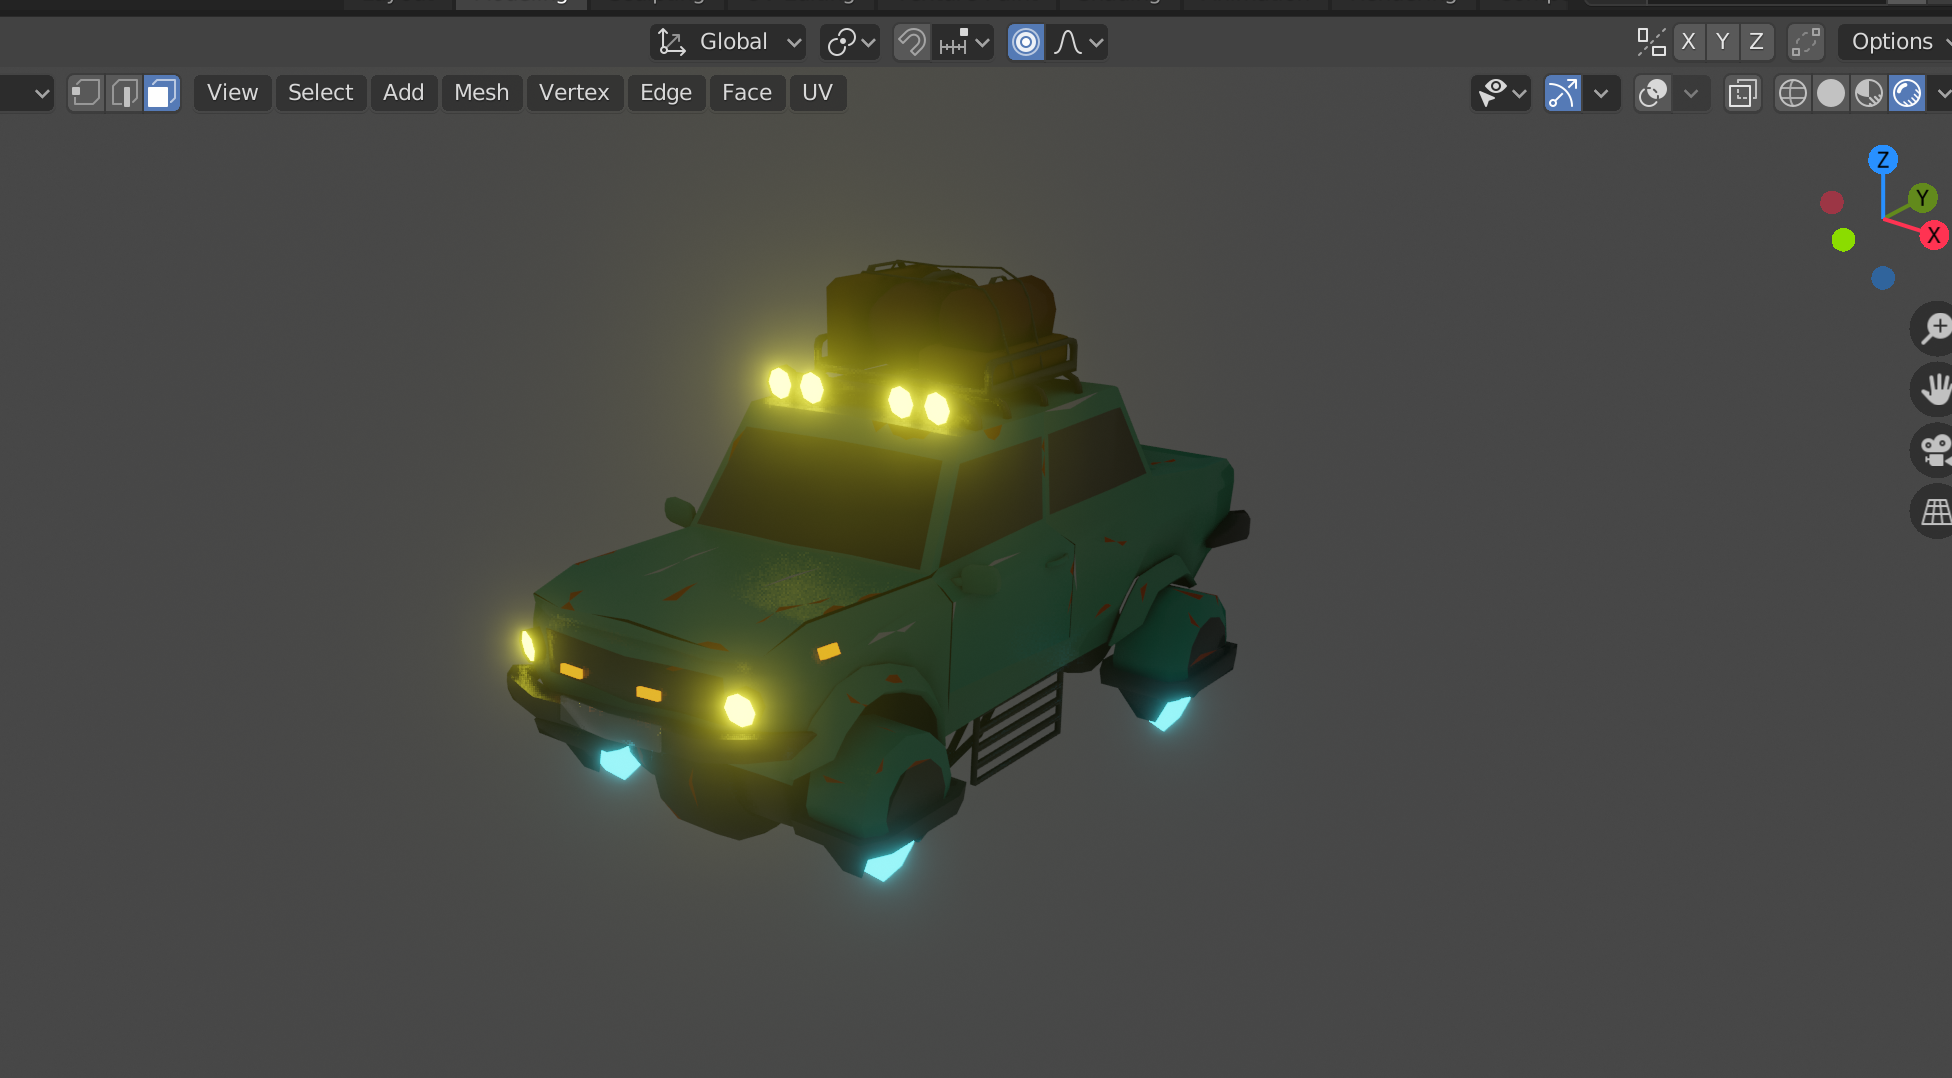 Global
X Y Z
Options
View Select Add Mesh Vertex Edge Face UV
Z
Y
X